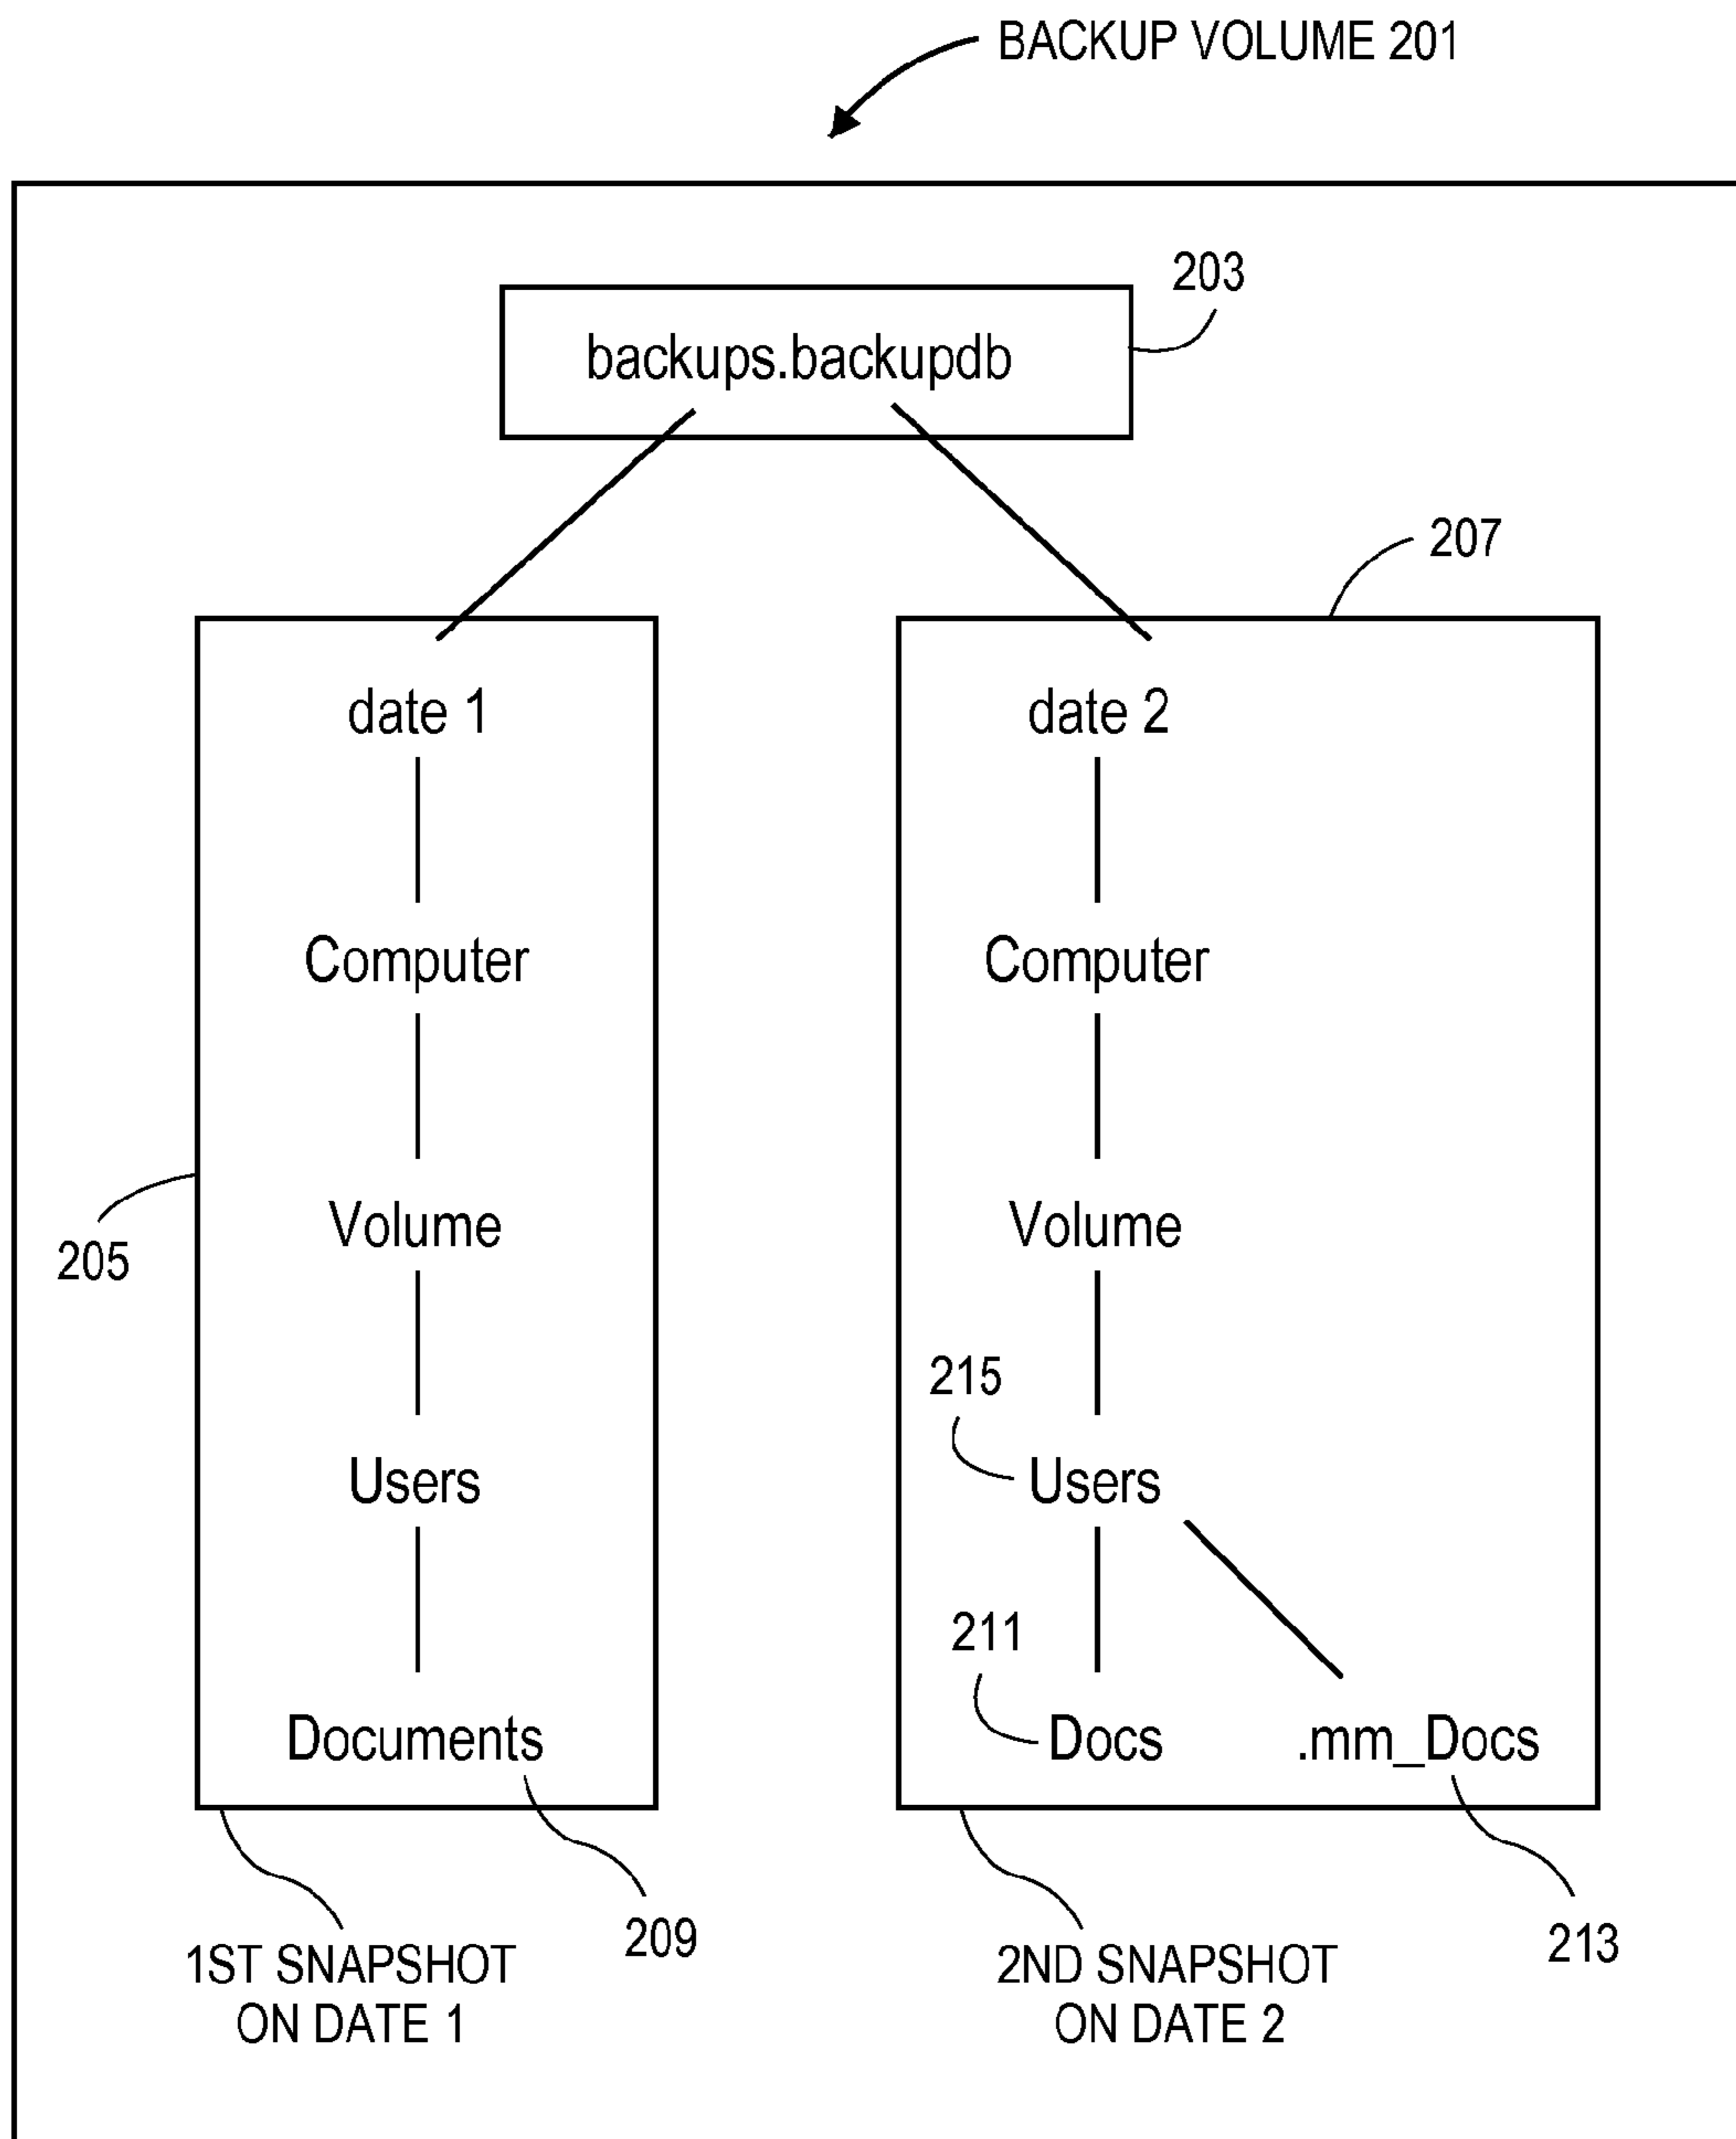 BACKUP VOLUME 201
203
backups.backupdb
207
date 1
date 2
Computer
Computer
Volume
Volume
205
215
Users
Users
211
Documents
Docs
.mm_Docs
209
213
1ST SNAPSHOT
ON DATE 1
2ND SNAPSHOT
ON DATE 2